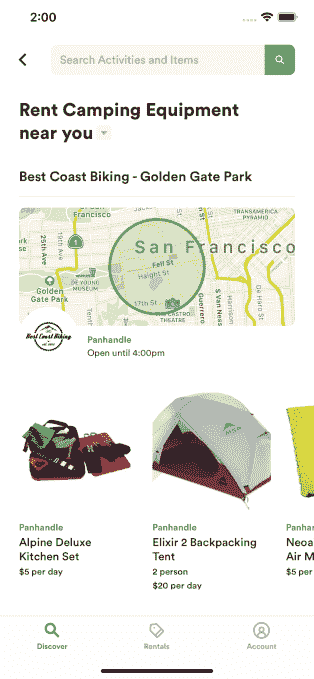 2:00
Search Activities and Items
Rent Camping Equipment
near you
Best Coast Biking - Golden Gate Park
San
Francisco
TRANSAMERICA
PYRAMID
25th Ave
19th Ave
San Francisco
Fell St
Haight St
Golden
Gate Park
DE YOUNG
MUSEUM
17th St
CASTRO
THEATRE
Guerrero
S Van Ness
Harrison
De Haro St
Best Coast Biking
Panhandle
Open until 4:00pm
Panhandle
Alpine Deluxe
Kitchen Set
$5 per day
Panhandle
Elixir 2 Backpacking
Tent
2 person
$20 per day
Panhan
Neoa
Air M
$5 per
Discover
Rentals
Account